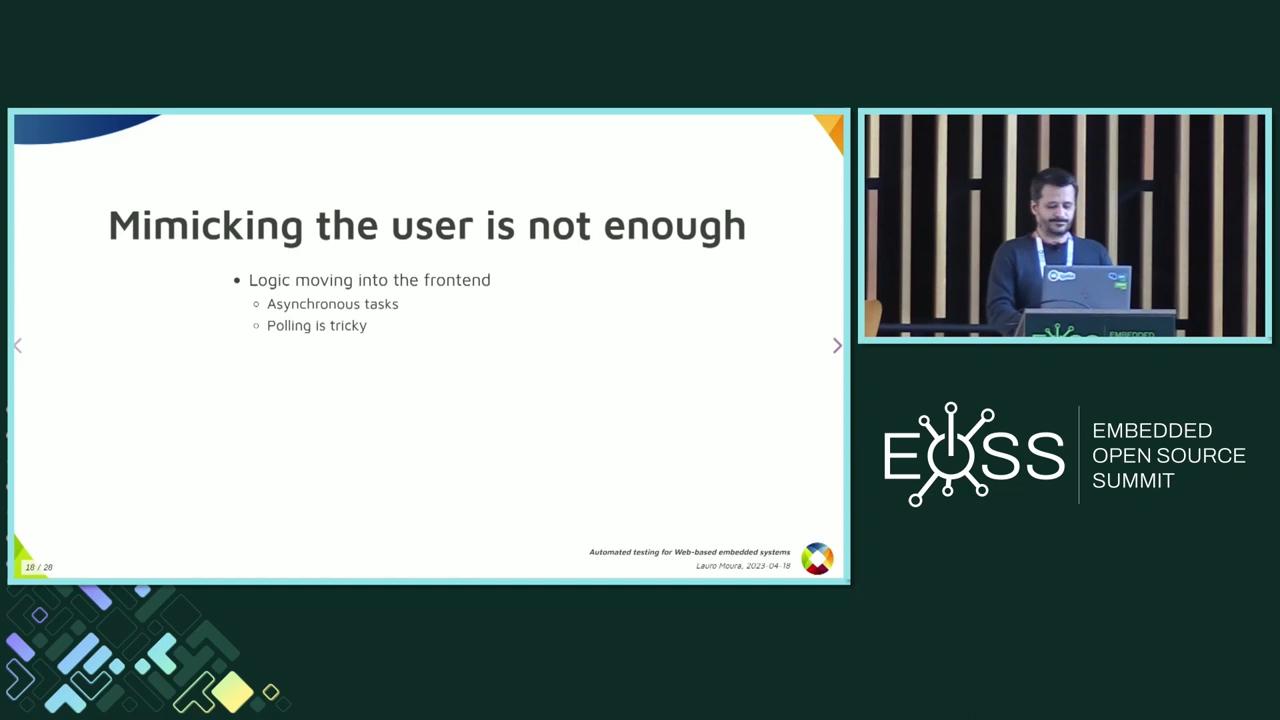 Mimicking the user is not enough
Logic moving into the frontend
Asynchronous tasks
Polling is tricky
Automated testing for Web-based embedded systems
Lauro Moura, 2023-04-18
18 / 28
EOSS
EMBEDDED
OPEN SOURCE
SUMMIT